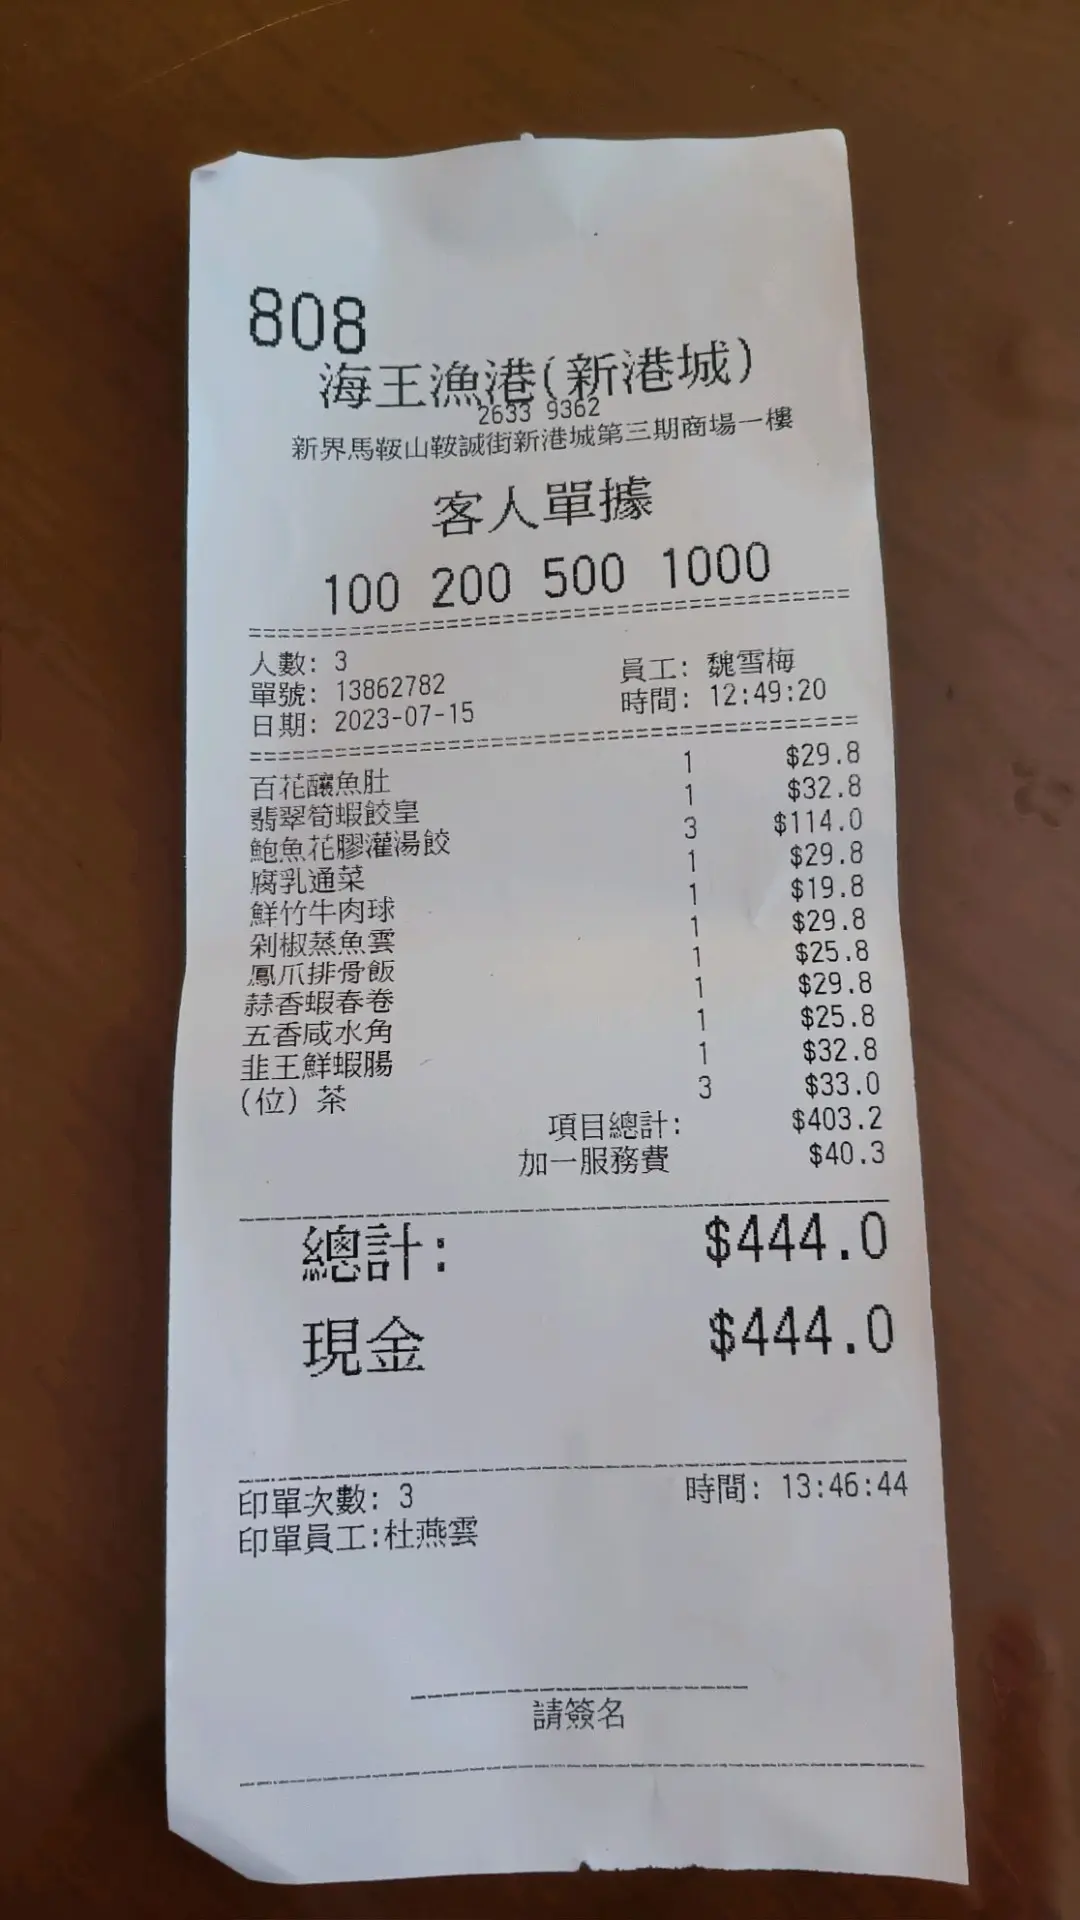 808
海王漁港(新港城)
2633 9362
新界馬鞍山鞍誠街新港城第三期商場一樓
客人單據
100 200 500 1000
人數: 3 員工: 魏雪梅
單號: 13862782 時間: 12:49:20
日期: 2023-07-15
百花釀魚肚 1 $29.8
翡翠筍蝦餃皇 1 $32.8
鮑魚花膠灌湯餃 3 $114.0
腐乳通菜 1 $29.8
鮮竹牛肉球 1 $19.8
剁椒蒸魚雲 1 $29.8
鳳爪排骨飯 1 $25.8
蒜香蝦春卷 1 $29.8
五香咸水角 1 $25.8
韭王鮮蝦腸 1 $32.8
(位) 茶 3 $33.0
項目總計: $403.2
加一服務費 $40.3
總計: $444.0
現金 $444.0
印單次數: 3 時間: 13:46:44
印單員工:杜燕雲
請簽名